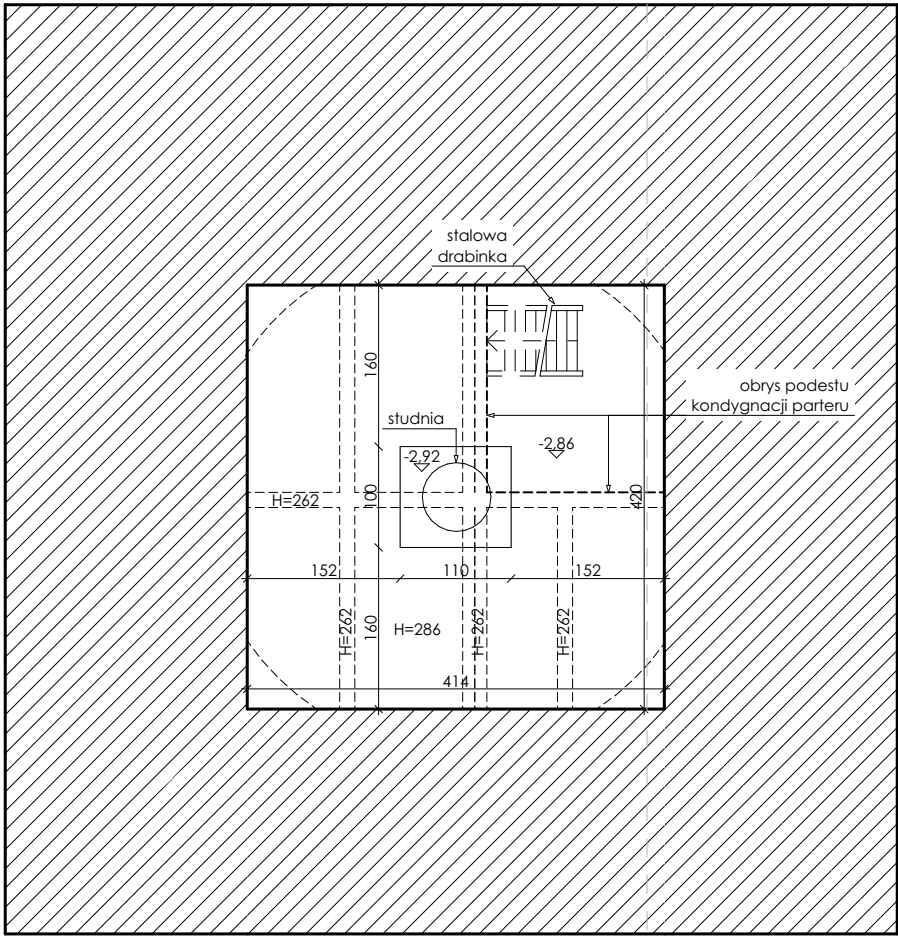 stalowa
drabinka
160
obrys podestu
kondygnacji parteru
studnia
-2,92
-2,86
H=262
100
420
152
110
152
H=262
160
H=286
H=262
H=262
414